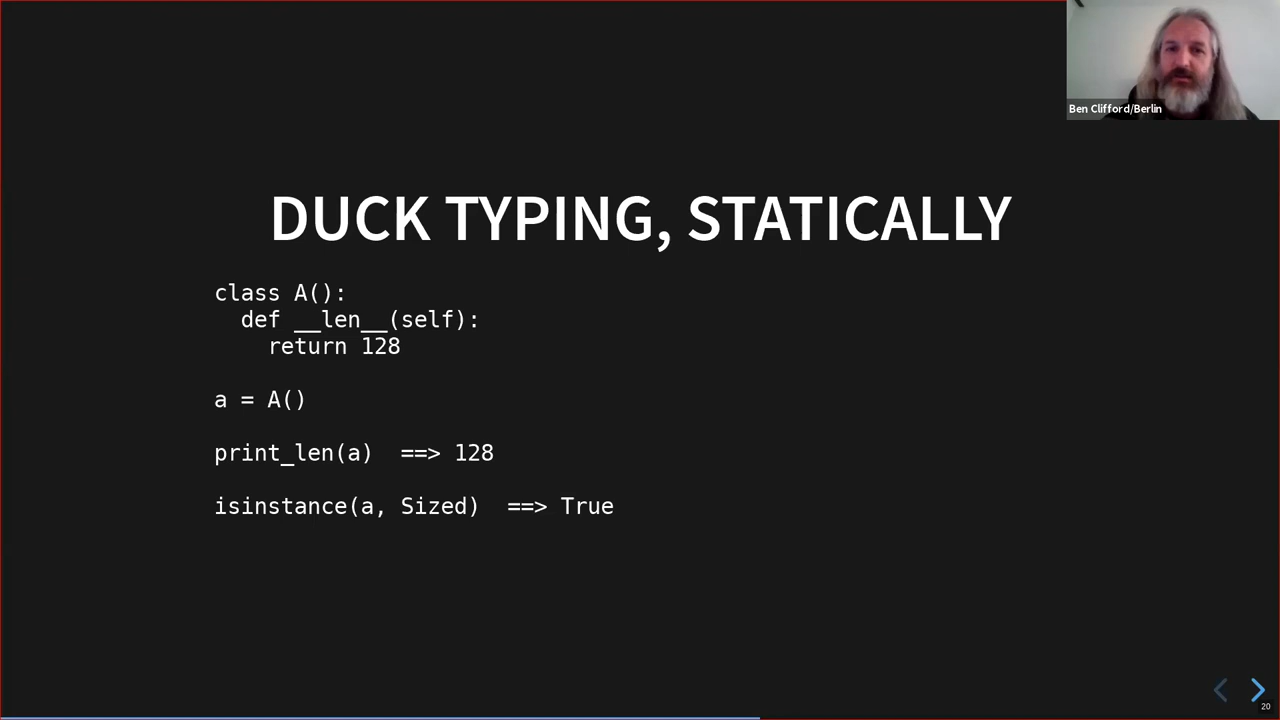 Ben Clifford/Berlin
DUCK TYPING, STATICALLY
class A():
  def __len__(self):
    return 128
a = A()
print_len(a)  ==> 128
isinstance(a, Sized)  ==> True
20